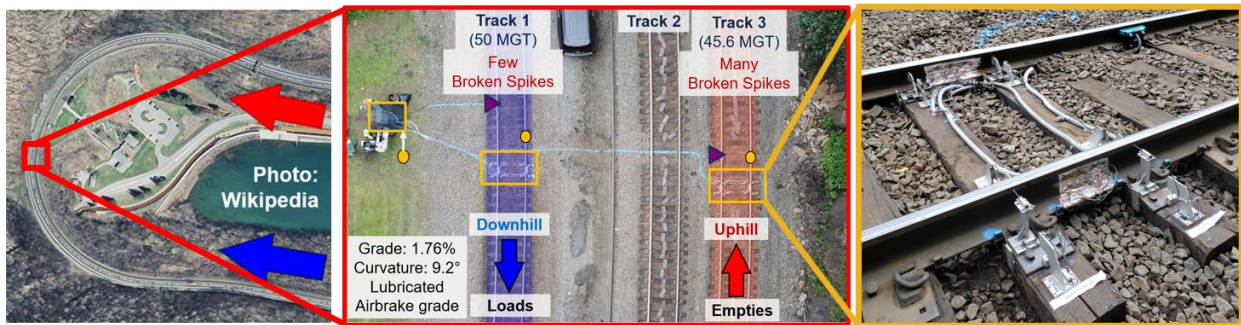 Photo:
Wikipedia
Track 1
(50 MGT)
Few
Broken Spikes
Track 2
Track 3
(45.6 MGT)
Many
Broken Spikes
Downhill
Uphill
Grade: 1.76%
Curvature: 9.2°
Lubricated
Airbrake grade
Loads
Empties